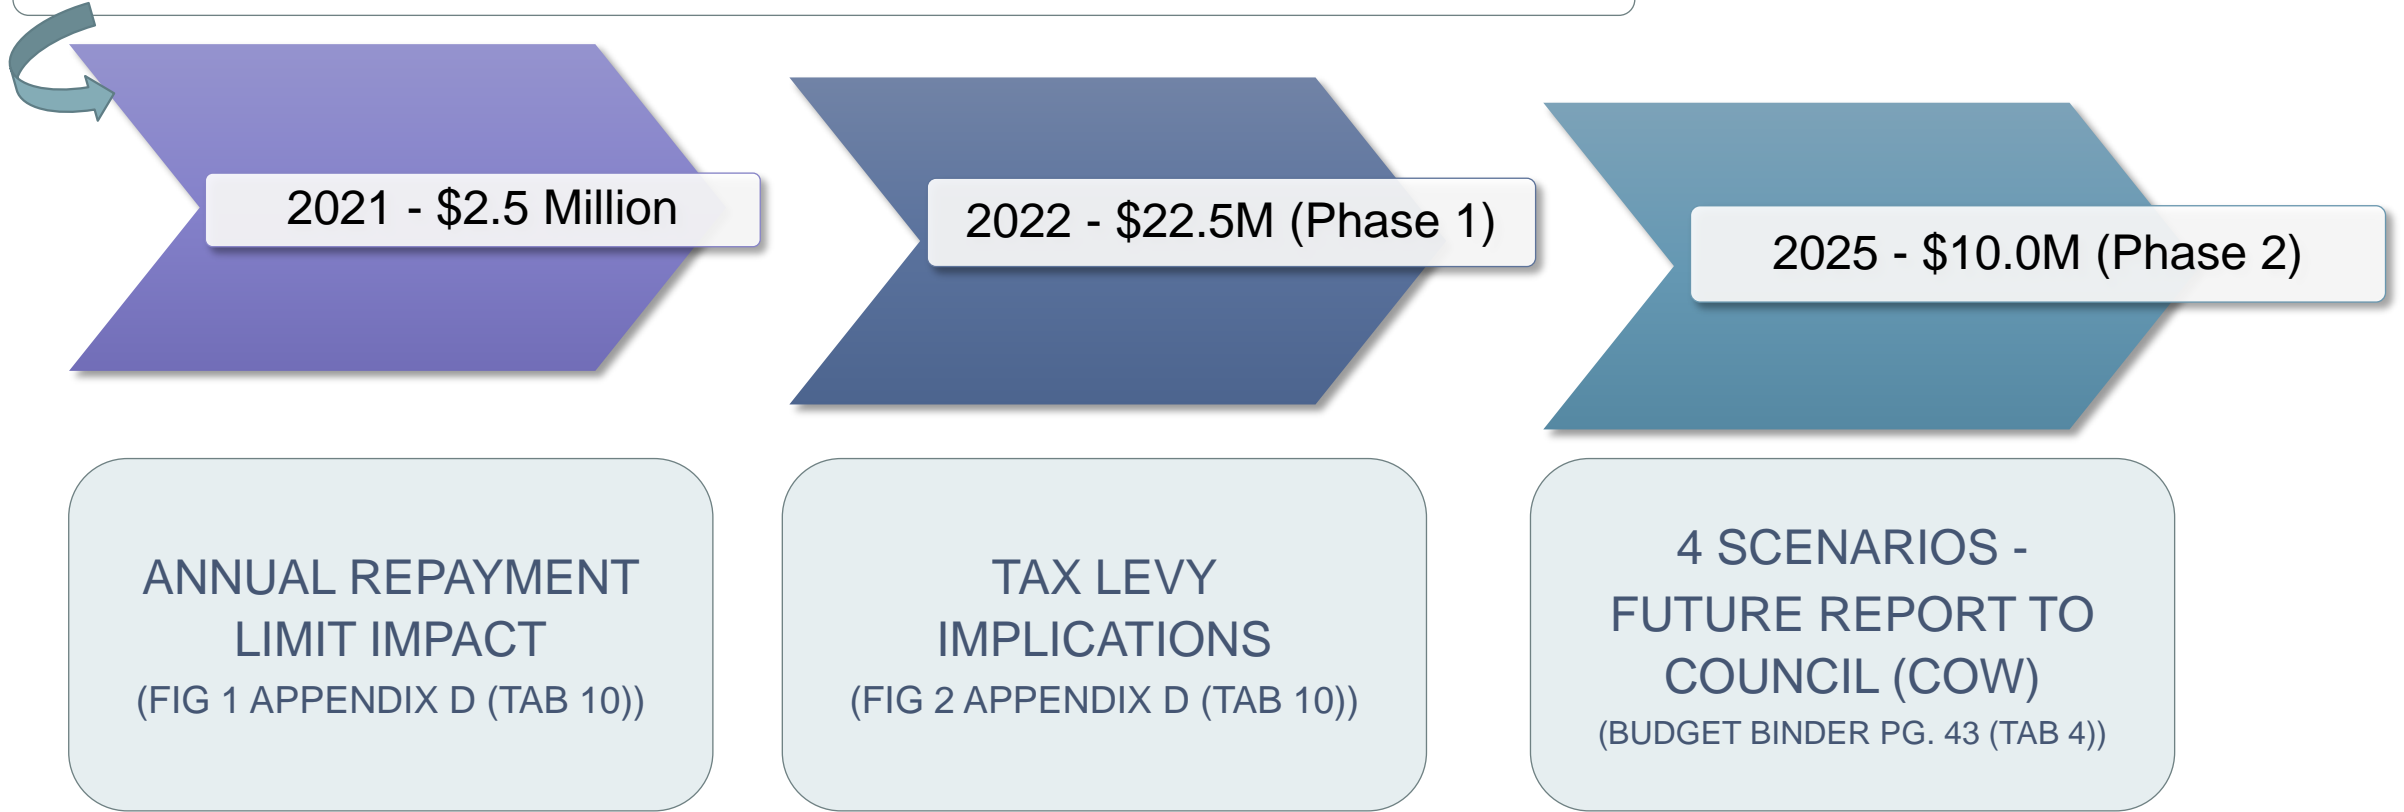 2021 - $2.5 Million
2022 - $22.5M (Phase 1)
2025 - $10.0M (Phase 2)
ANNUAL REPAYMENT
LIMIT IMPACT
(FIG 1 APPENDIX D (TAB 10))
TAX LEVY
IMPLICATIONS
(FIG 2 APPENDIX D (TAB 10))
4 SCENARIOS -
FUTURE REPORT TO
COUNCIL (COW)
(BUDGET BINDER PG. 43 (TAB 4))